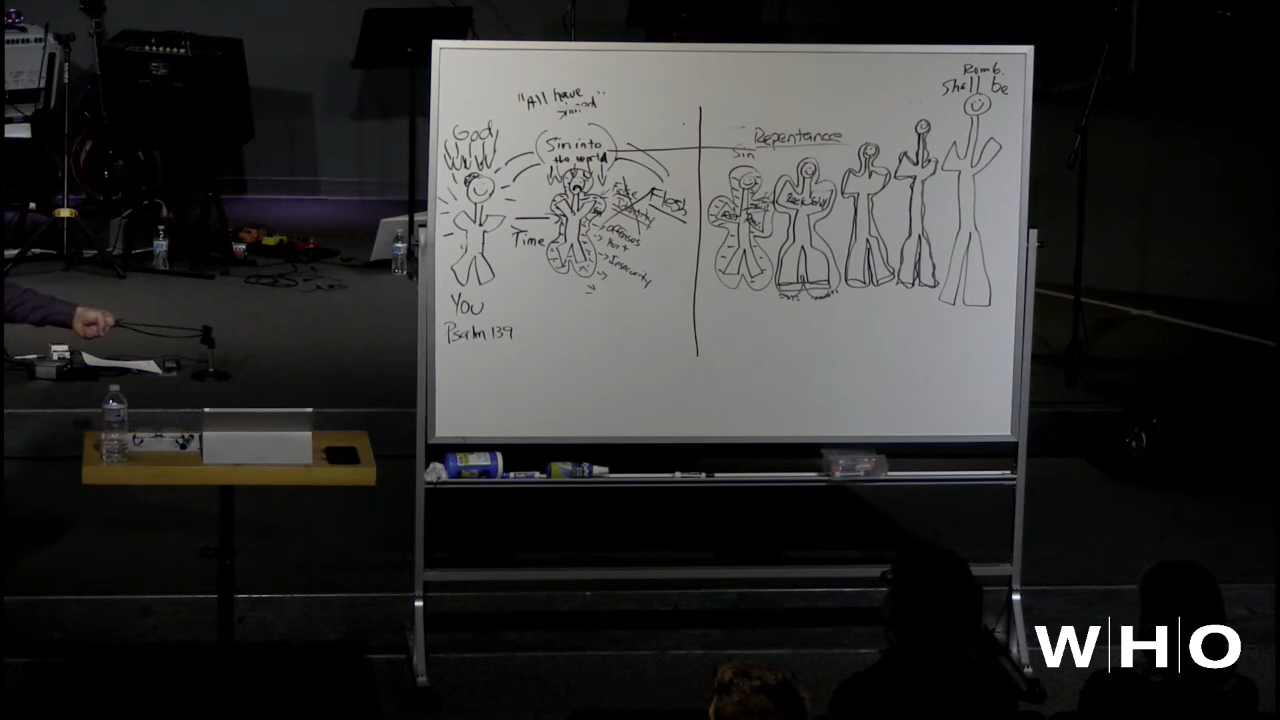 "All have
sinned"
God
Sin into
the world
False
Identity
Flesh
Time
offenses
Hurt
Insecurity
You
Psalm 139
Repentance
Sin
Rom 6.
Shall be
W|H|O